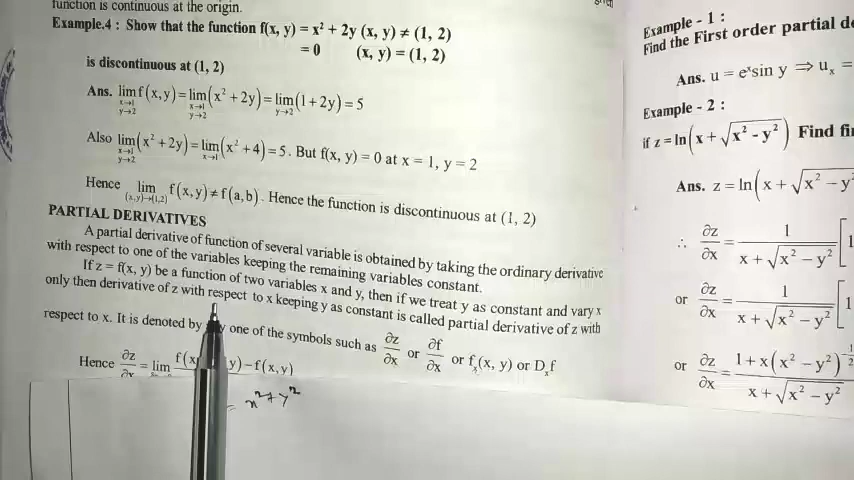 function is continuous at the origin.
Example.4 : Show that the function f(x, y) = x² + 2y (x, y) ≠ (1, 2)
= 0 (x, y) = (1, 2)
is discontinuous at (1, 2)
Ans. lim x→1 y→2 f(x,y) = lim x→1 y→2 (x² + 2y) = lim y→2 (1 + 2y) = 5
Also lim x→1 y→2 (x² + 2y) = lim x→1 (x² + 4) = 5. But f(x, y) = 0 at x = 1, y = 2
Hence lim (x,y)→(1,2) f(x,y) ≠ f(a,b). Hence the function is discontinuous at (1, 2)
PARTIAL DERIVATIVES
A partial derivative of function of several variable is obtained by taking the ordinary derivative
with respect to one of the variables keeping the remaining variables constant.
If z = f(x, y) be a function of two variables x and y, then if we treat y as constant and vary x
only then derivative of z with respect to x keeping y as constant is called partial derivative of z with
respect to x. It is denoted by one of the symbols such as ∂z/∂x or ∂f/∂x or fₓ(x, y) or Dₓf
Hence ∂z/∂x = lim f(x y) – f(x, y)
= x² + y²
Example - 1 :
Find the First order partial
Ans. u = eˣ sin y ⇒ uₓ =
Example - 2 :
if z = ln(x + √(x² - y²)) Find
Ans. z = ln(x + √(x² – y²
∴ ∂z/∂x = 1/(x + √(x² – y²)) [1
or ∂z/∂x = 1/(x + √(x² – y²)) [1
or ∂z/∂x = 1 + x(x² – y²)^–1/2 / (x + √(x² – y²))